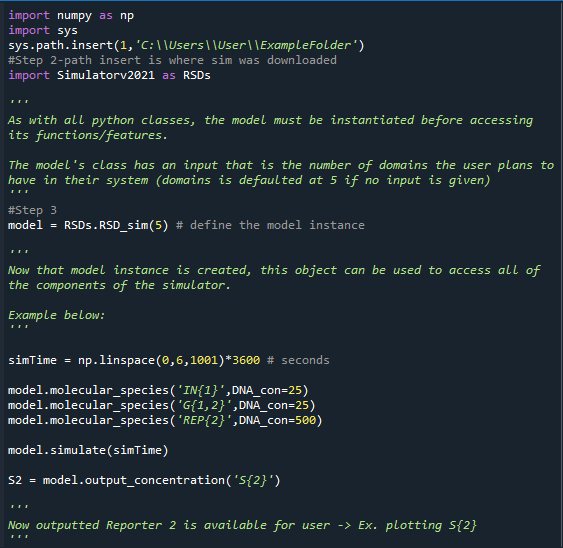 import numpy as np
import sys
sys.path.insert(1,'C:\\Users\\User\\ExampleFolder')
#Step 2-path insert is where sim was downloaded
import Simulatorv2021 as RSDs
'''
As with all python classes, the model must be instantiated before accessing
its functions/features.
The model's class has an input that is the number of domains the user plans to
have in their system (domains is defaulted at 5 if no input is given)
'''
#Step 3
model = RSDs.RSD_sim(5) # define the model instance
'''
Now that model instance is created, this object can be used to access all of
the components of the simulator.
Example below:
'''
simTime = np.linspace(0,6,1001)*3600 # seconds
model.molecular_species('IN{1}',DNA_con=25)
model.molecular_species('G{1,2}',DNA_con=25)
model.molecular_species('REP{2}',DNA_con=500)
model.simulate(simTime)
S2 = model.output_concentration('S{2}')
'''
Now outputted Reporter 2 is available for user -> Ex. plotting S{2}
'''